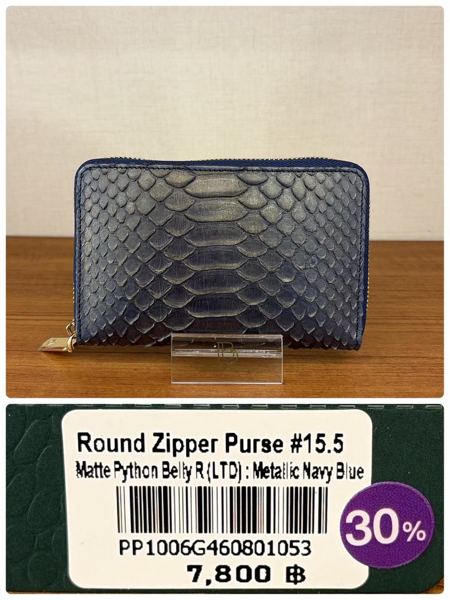 Round Zipper Purse #15.5
Matte Python Belly R (LTD) : Metallic Navy Blue
PP1006G460801053
7,800 ฿
30%